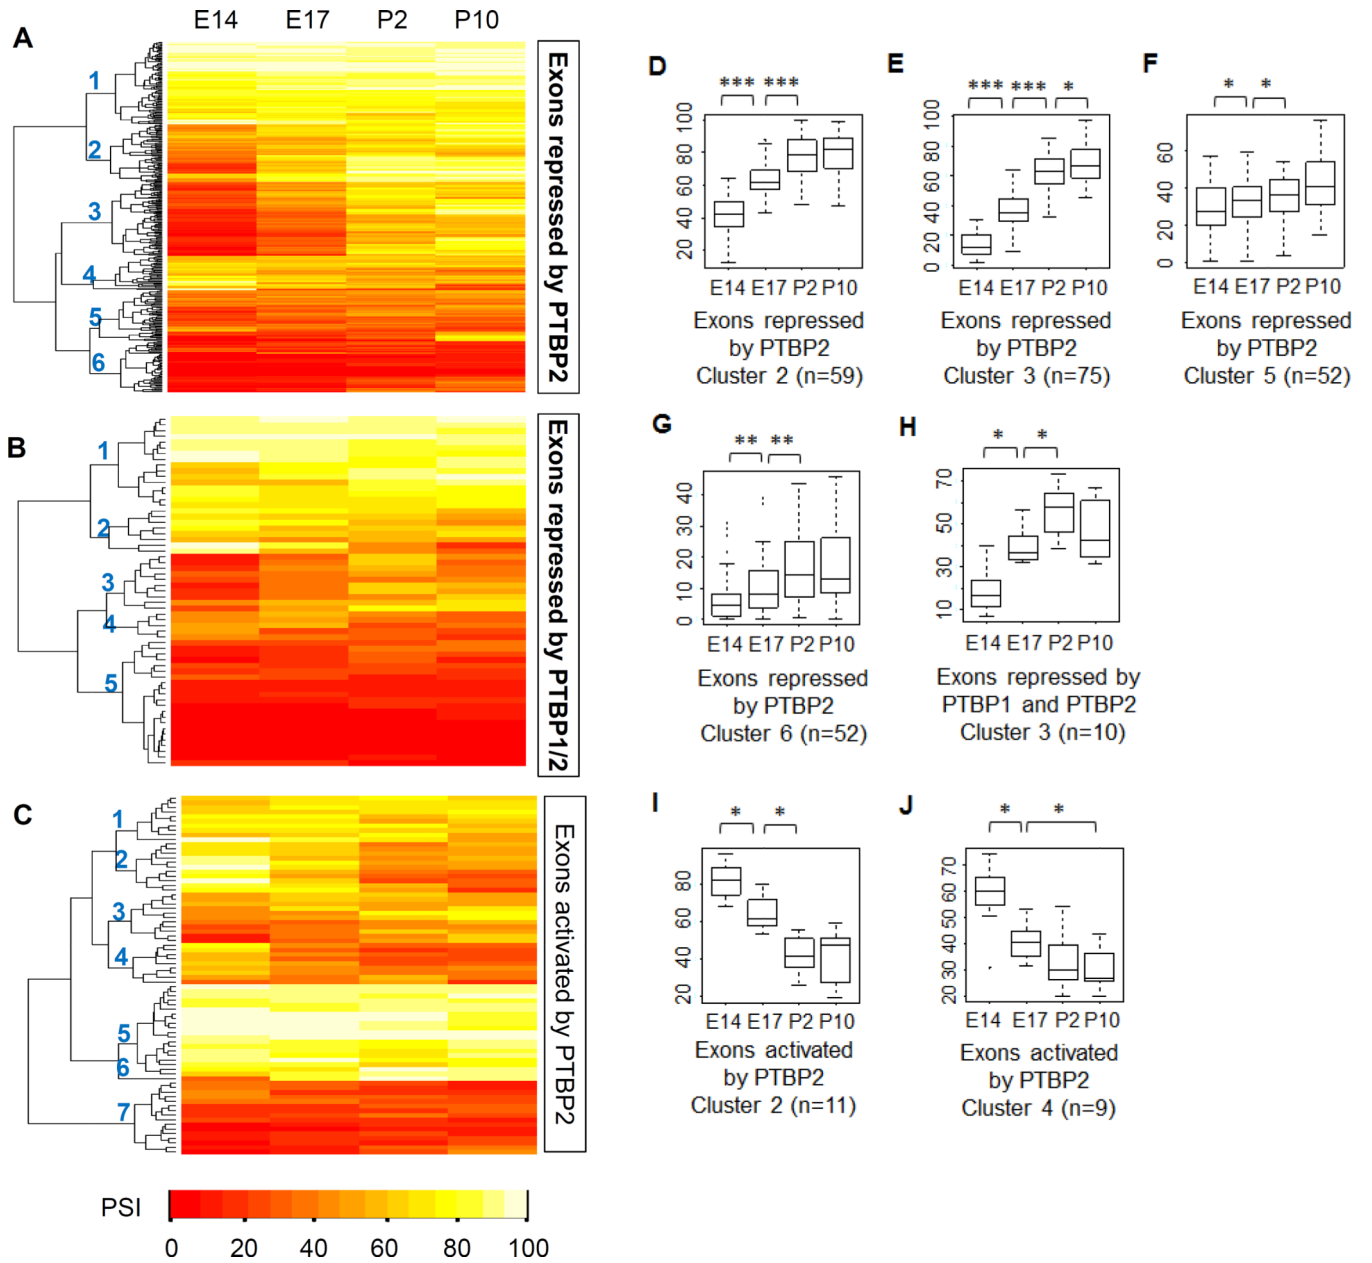 E14 E17 P2 P10
A
1
2
3
4
5
6
Exons repressed by PTBP2
B
1
2
3
4
5
Exons repressed by PTBP1/2
C
1
2
3
4
5
6
7
Exons activated by PTBP2
PSI
0 20 40 60 80 100
D
*** ***
100
80
60
40
20
E14 E17 P2 P10
Exons repressed
by PTBP2
Cluster 2 (n=59)
E
*** *** *
100
80
60
40
20
0
E14 E17 P2 P10
Exons repressed
by PTBP2
Cluster 3 (n=75)
F
* *
60
40
20
0
E14 E17 P2 P10
Exons repressed
by PTBP2
Cluster 5 (n=52)
G
** **
40
30
20
10
0
E14 E17 P2 P10
Exons repressed
by PTBP2
Cluster 6 (n=52)
H
* *
70
50
30
10
E14 E17 P2 P10
Exons repressed by
PTBP1 and PTBP2
Cluster 3 (n=10)
I
* *
80
60
40
20
E14 E17 P2 P10
Exons activated
by PTBP2
Cluster 2 (n=11)
J
* *
70
60
50
40
30
20
E14 E17 P2 P10
Exons activated
by PTBP2
Cluster 4 (n=9)